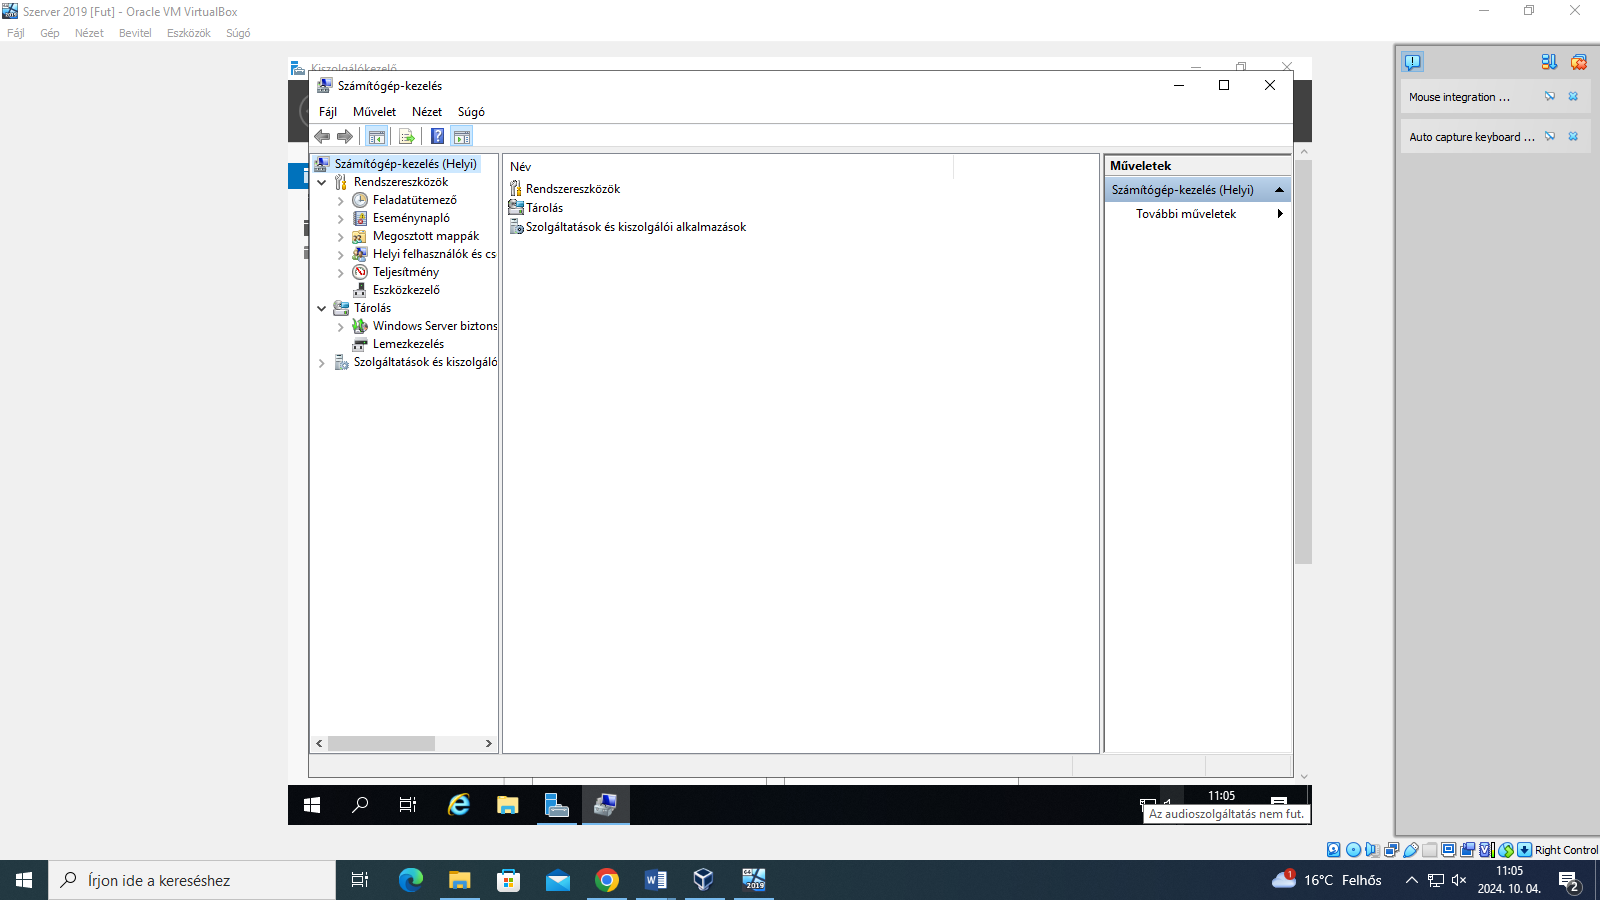 Szerver 2019 [Fut] - Oracle VM VirtualBox
Fájl Gép Nézet Bevitel Eszközök Súgó
Kiszolgálókezelő
Számítógép-kezelés
Fájl Művelet Nézet Súgó
Számítógép-kezelés (Helyi)
Rendszereszközök
Feladatütemező
Eseménynapló
Megosztott mappák
Helyi felhasználók és cs
Teljesítmény
Eszközkezelő
Tárolás
Windows Server biztons
Lemezkezelés
Szolgáltatások és kiszolgáló
Név
Rendszereszközök
Tárolás
Szolgáltatások és kiszolgálói alkalmazások
Műveletek
Számítógép-kezelés (Helyi)
További műveletek
Mouse integration ...
Auto capture keyboard ...
11:05
Az audioszolgáltatás nem fut.
Right Control
Írjon ide a kereséshez
2019
1
16°C Felhős
11:05
2024. 10. 04.
2